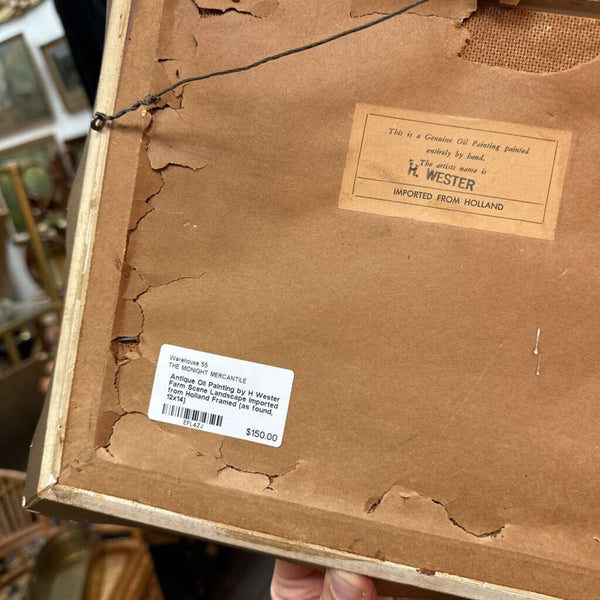 This is a Genuine Oil Painting painted
entirely by hand.
The artists name is
H. WESTER
IMPORTED FROM HOLLAND
Warehouse 55
THE MIDNIGHT MERCANTILE
Antique Oil Painting by H Wester
Farm Scene Landscape Imported
from Holland Framed (as found,
12x14)
EFL4ZJ
$150.00